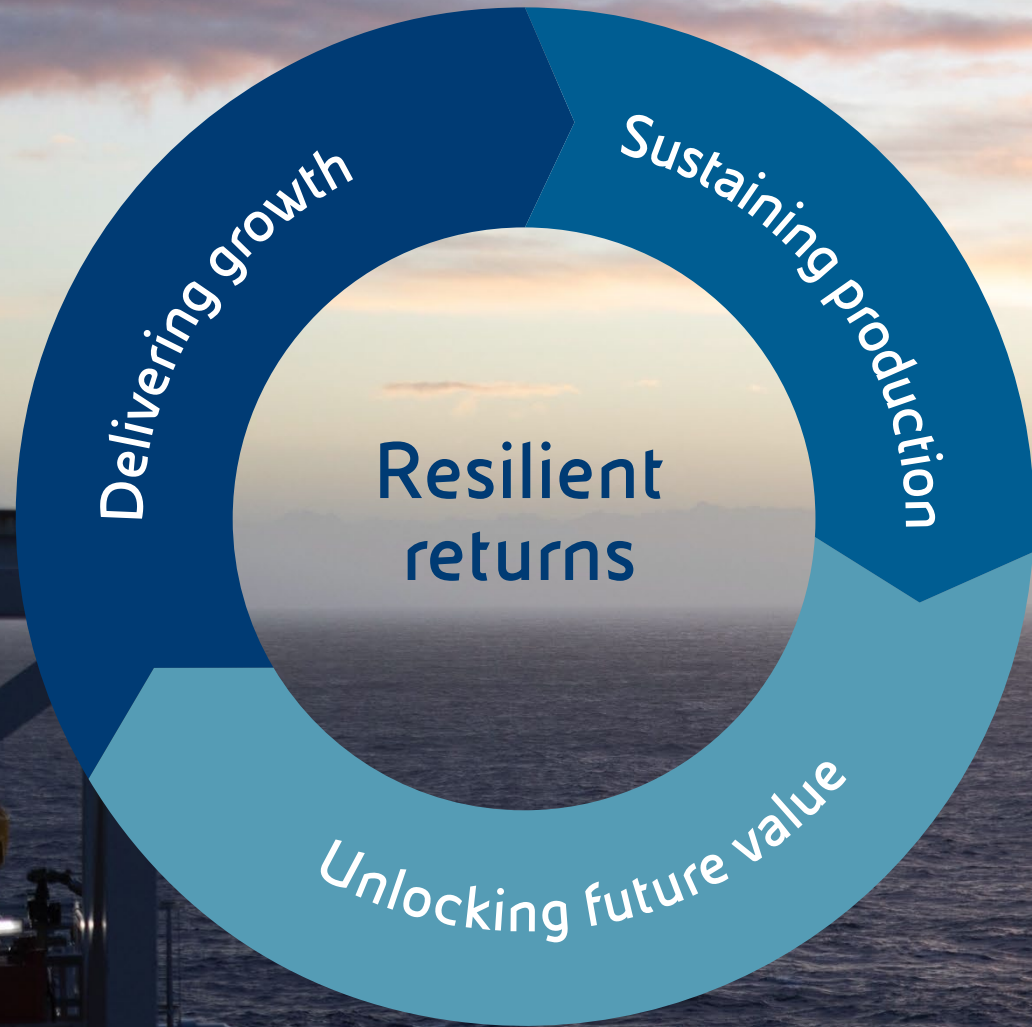 Delivering growth
Sustaining production
Resilient
returns
Unlocking future value